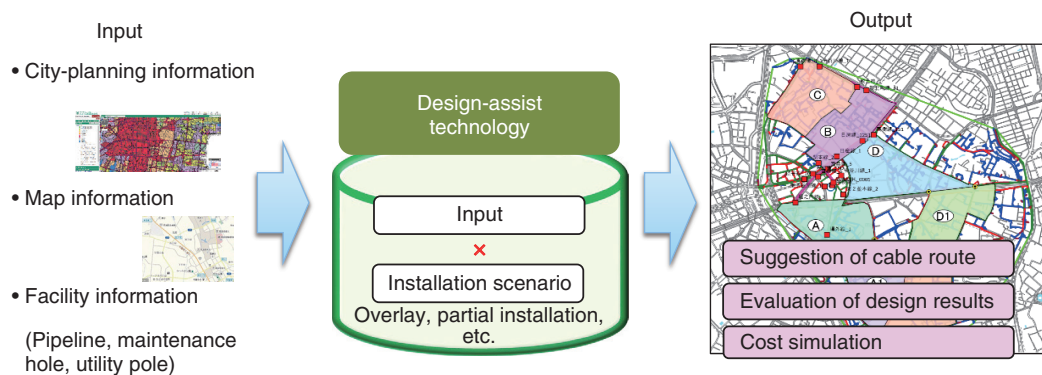 Input
• City-planning information
• Map information
• Facility information
(Pipeline, maintenance
hole, utility pole)
Design-assist
technology
Input
×
Installation scenario
Overlay, partial installation,
etc.
Output
C
B
D
D1
A
Suggestion of cable route
Evaluation of design results
Cost simulation